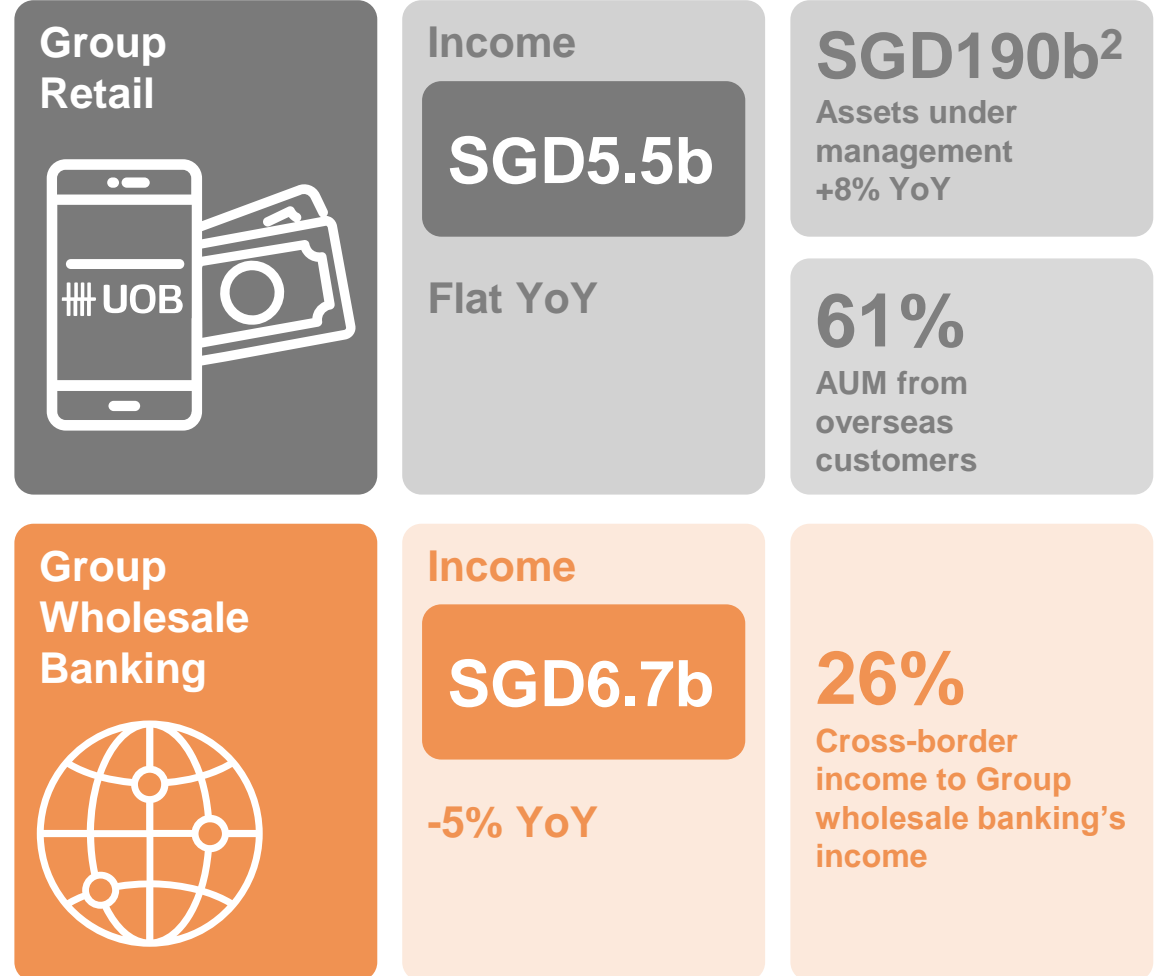 Group
Retail
UOB
Income
SGD5.5b
Flat YoY
SGD190b²
Assets under
management
+8% YoY
61%
AUM from
overseas
customers
Group
Wholesale
Banking
Income
SGD6.7b
-5% YoY
26%
Cross-border
income to Group
wholesale banking's
income